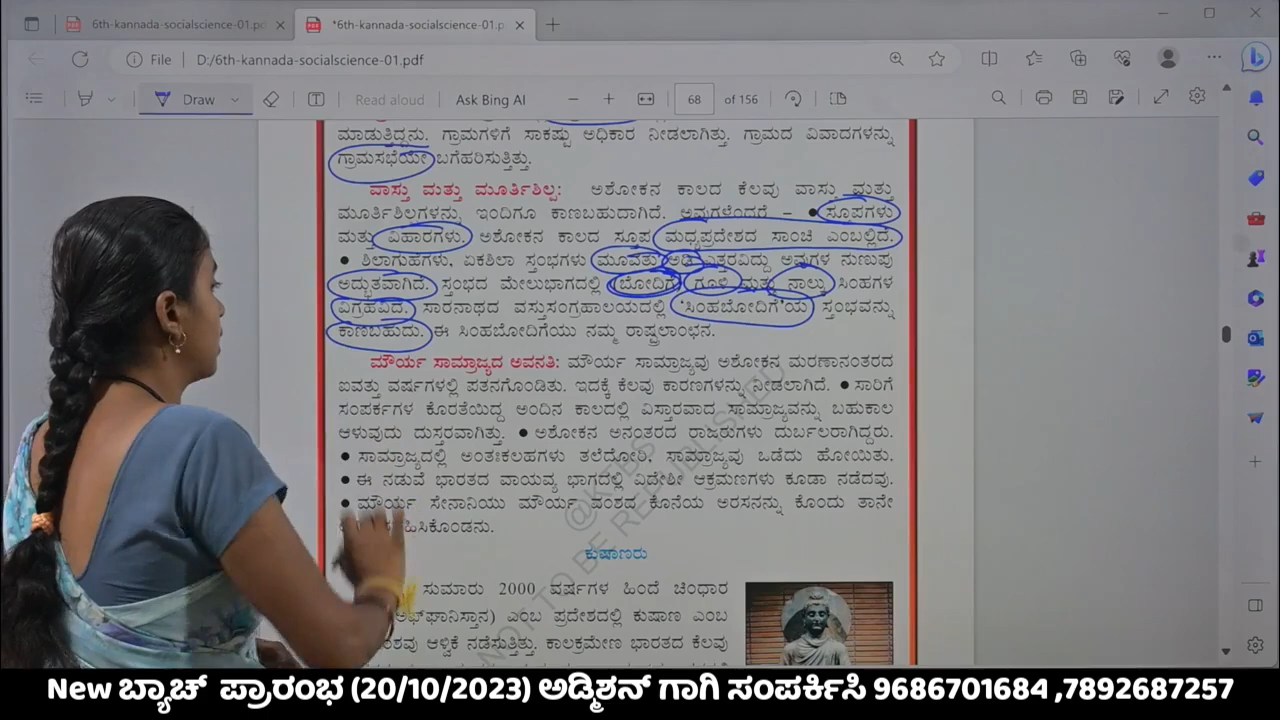 6th-kannada-socialscience-01.pd
*6th-kannada-socialscience-01.p
File D:/6th-kannada-socialscience-01.pdf
Draw Read aloud Ask Bing AI 68 of 156
ಮಾಡುತ್ತಿದ್ದನು. ಗ್ರಾಮಗಳಿಗೆ ಸಾಕಷ್ಟು ಅಧಿಕಾರ ನೀಡಲಾಗಿತ್ತು. ಗ್ರಾಮದ ವಿವಾದಗಳನ್ನು
ಗ್ರಾಮಸಭೆಯೇ ಬಗೆಹರಿಸುತ್ತಿತ್ತು.
ವಾಸ್ತು ಮತ್ತು ಮೂರ್ತಿಶಿಲ್ಪ: ಅಶೋಕನ ಕಾಲದ ಕೆಲವು ವಾಸ್ತು ಮತ್ತು
ಮೂರ್ತಿಶಿಲ್ಪಗಳನ್ನು ಇಂದಿಗೂ ಕಾಣಬಹುದಾಗಿದೆ. ಅವುಗಳೆಂದರೆ – • ಸ್ತೂಪಗಳು
ಮತ್ತು ವಿಹಾರಗಳು. ಅಶೋಕನ ಕಾಲದ ಸ್ತೂಪ ಮಧ್ಯಪ್ರದೇಶದ ಸಾಂಚಿ ಎಂಬಲ್ಲಿದೆ.
• ಶಿಲಾಗುಹೆಗಳು, ಏಕಶಿಲಾ ಸ್ತಂಭಗಳು ಮೂವತ್ತು ಅಡಿ ಎತ್ತರವಿದ್ದು ಅವುಗಳ ನುಣುಪು
ಅದ್ಭುತವಾಗಿದೆ. ಸ್ತಂಭದ ಮೇಲುಭಾಗದಲ್ಲಿ (ಬೋದಿಗೆ) ಗೂಳಿ ಮತ್ತು ನಾಲ್ಕು ಸಿಂಹಗಳ
ವಿಗ್ರಹವಿದೆ. ಸಾರನಾಥದ ವಸ್ತುಸಂಗ್ರಹಾಲಯದಲ್ಲಿ 'ಸಿಂಹಬೋದಿಗೆ'ಯ ಸ್ತಂಭವನ್ನು
ಕಾಣಬಹುದು. ಈ ಸಿಂಹಬೋದಿಗೆಯು ನಮ್ಮ ರಾಷ್ಟ್ರಲಾಂಛನ.
ಮೌರ್ಯ ಸಾಮ್ರಾಜ್ಯದ ಅವನತಿ: ಮೌರ್ಯ ಸಾಮ್ರಾಜ್ಯವು ಅಶೋಕನ ಮರಣಾನಂತರದ
ಐವತ್ತು ವರ್ಷಗಳಲ್ಲಿ ಪತನಗೊಂಡಿತು. ಇದಕ್ಕೆ ಕೆಲವು ಕಾರಣಗಳನ್ನು ನೀಡಲಾಗಿದೆ. • ಸಾರಿಗೆ
ಸಂಪರ್ಕಗಳ ಕೊರತೆಯಿದ್ದ ಅಂದಿನ ಕಾಲದಲ್ಲಿ ವಿಸ್ತಾರವಾದ ಸಾಮ್ರಾಜ್ಯವನ್ನು ಬಹುಕಾಲ
ಆಳುವುದು ದುಸ್ತರವಾಗಿತ್ತು. • ಅಶೋಕನ ಅನಂತರದ ರಾಜರುಗಳು ದುರ್ಬಲರಾಗಿದ್ದರು.
• ಸಾಮ್ರಾಜ್ಯದಲ್ಲಿ ಅಂತಃಕಲಹಗಳು ತಲೆದೋರಿ, ಸಾಮ್ರಾಜ್ಯವು ಒಡೆದು ಹೋಯಿತು.
• ಈ ನಡುವೆ ಭಾರತದ ವಾಯವ್ಯ ಭಾಗದಲ್ಲಿ ವಿದೇಶೀ ಆಕ್ರಮಣಗಳು ಕೂಡಾ ನಡೆದವು.
• ಮೌರ್ಯ ಸೇನಾನಿಯು ಮೌರ್ಯ ವಂಶದ ಕೊನೆಯ ಅರಸನನ್ನು ಕೊಂದು ತಾನೇ
@KTBS
NOT TO BE REPUBLISHED
ಕುಷಾಣರು
ಸುಮಾರು 2000 ವರ್ಷಗಳ ಹಿಂದೆ ಚಿಂಧಾರ
ಎಂಬ ಪ್ರದೇಶದಲ್ಲಿ ಕುಷಾಣ ಎಂಬ
ಆಳ್ವಿಕೆ ನಡೆಸುತ್ತಿತ್ತು. ಕಾಲಕ್ರಮೇಣ ಭಾರತದ ಕೆಲವು
New ಬ್ಯಾಚ್ ಪ್ರಾರಂಭ (20/10/2023) ಅಡ್ಮಿಶನ್ ಗಾಗಿ ಸಂಪರ್ಕಿಸಿ 9686701684 ,7892687257